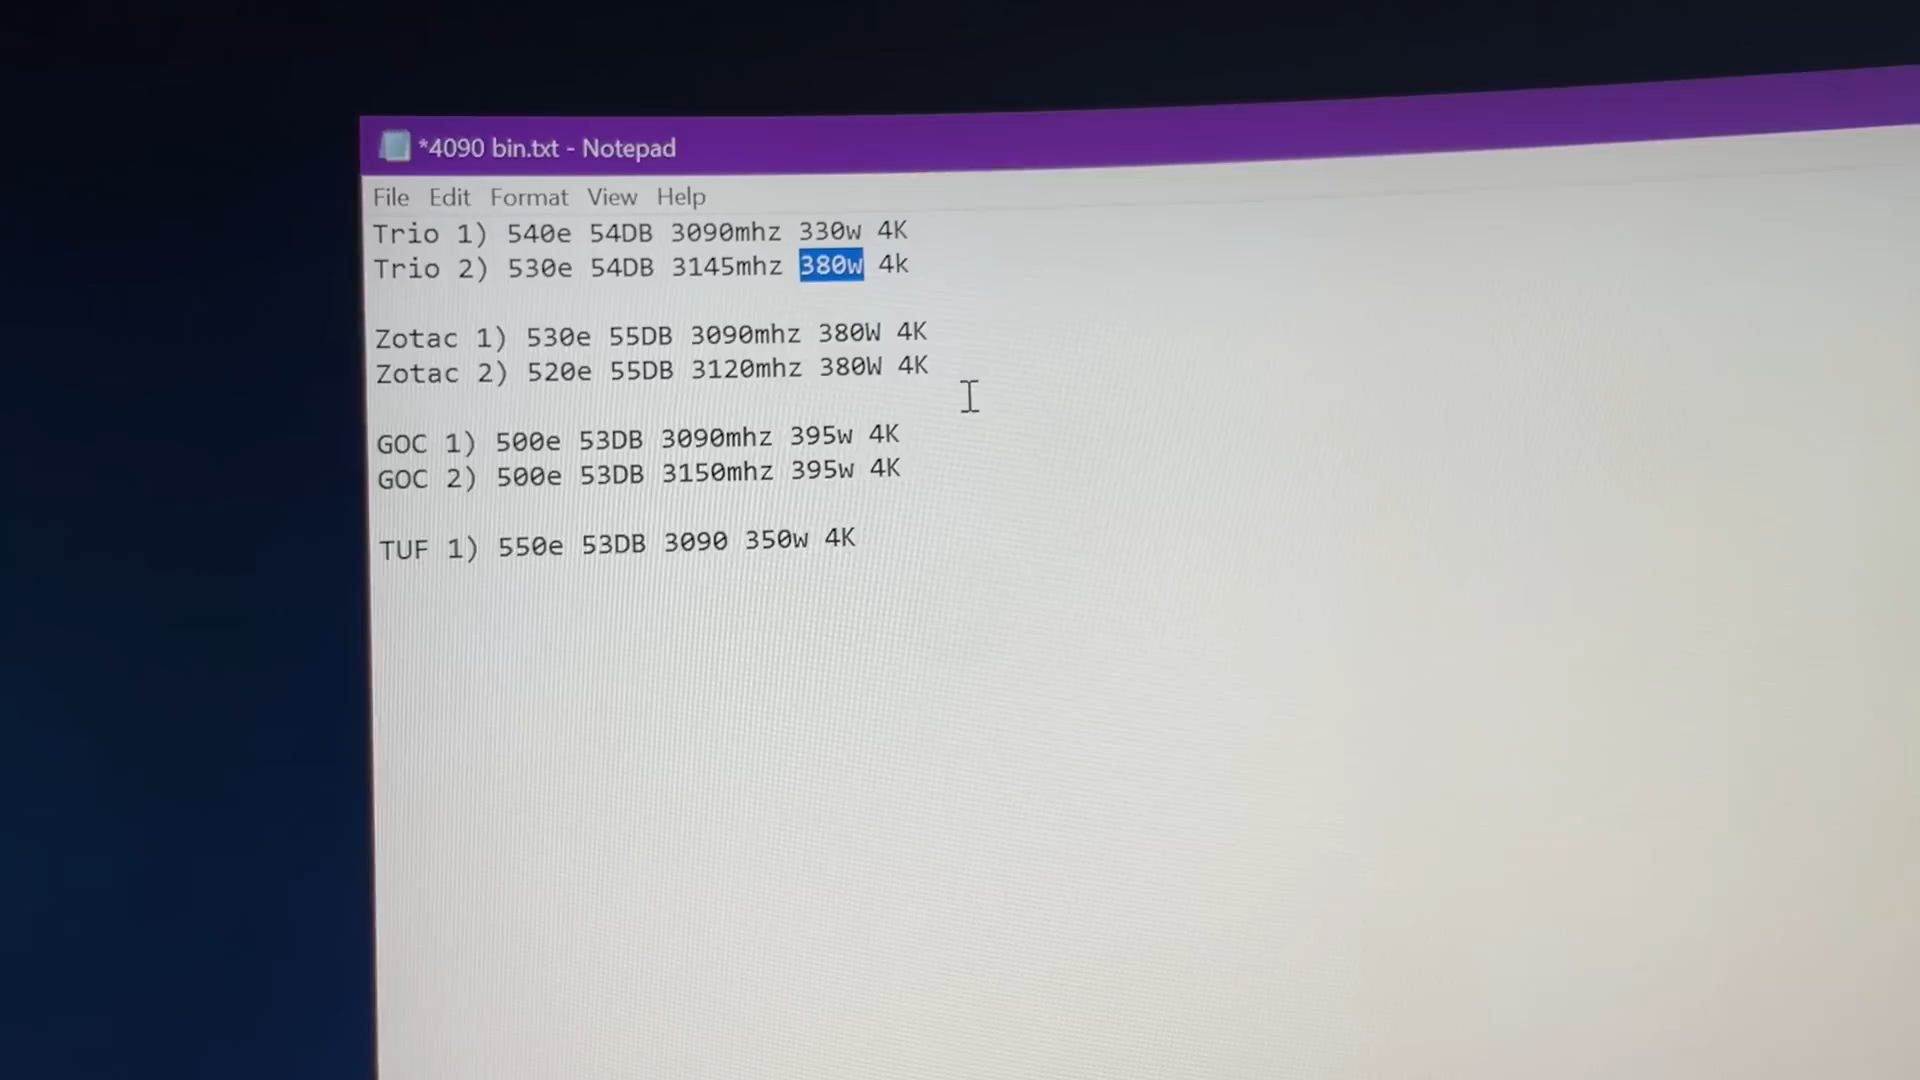 *4090 bin.txt - Notepad
File Edit Format View Help
Trio 1) 540e 54DB 3090mhz 330w 4K
Trio 2) 530e 54DB 3145mhz 380w 4k
Zotac 1) 530e 55DB 3090mhz 380W 4K
Zotac 2) 520e 55DB 3120mhz 380W 4K
GOC 1) 500e 53DB 3090mhz 395w 4K
GOC 2) 500e 53DB 3150mhz 395w 4K
TUF 1) 550e 53DB 3090 350w 4K